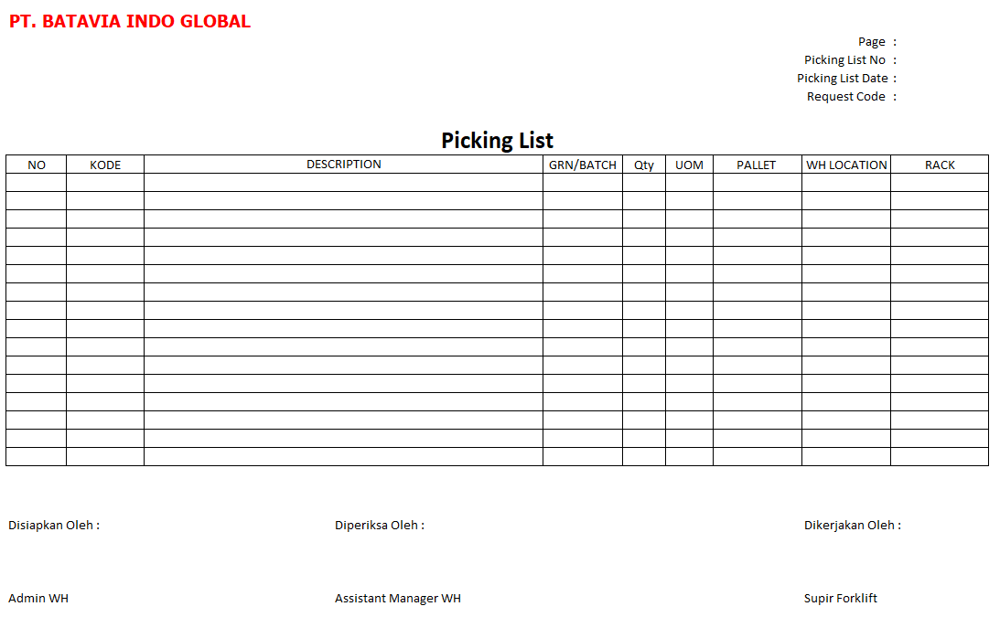 PT. BATAVIA INDO GLOBAL
Page :
Picking List No :
Picking List Date :
Request Code :
Picking List
NO KODE DESCRIPTION GRN/BATCH Qty UOM PALLET WH LOCATION RACK
Disiapkan Oleh : Diperiksa Oleh : Dikerjakan Oleh :
Admin WH Assistant Manager WH Supir Forklift